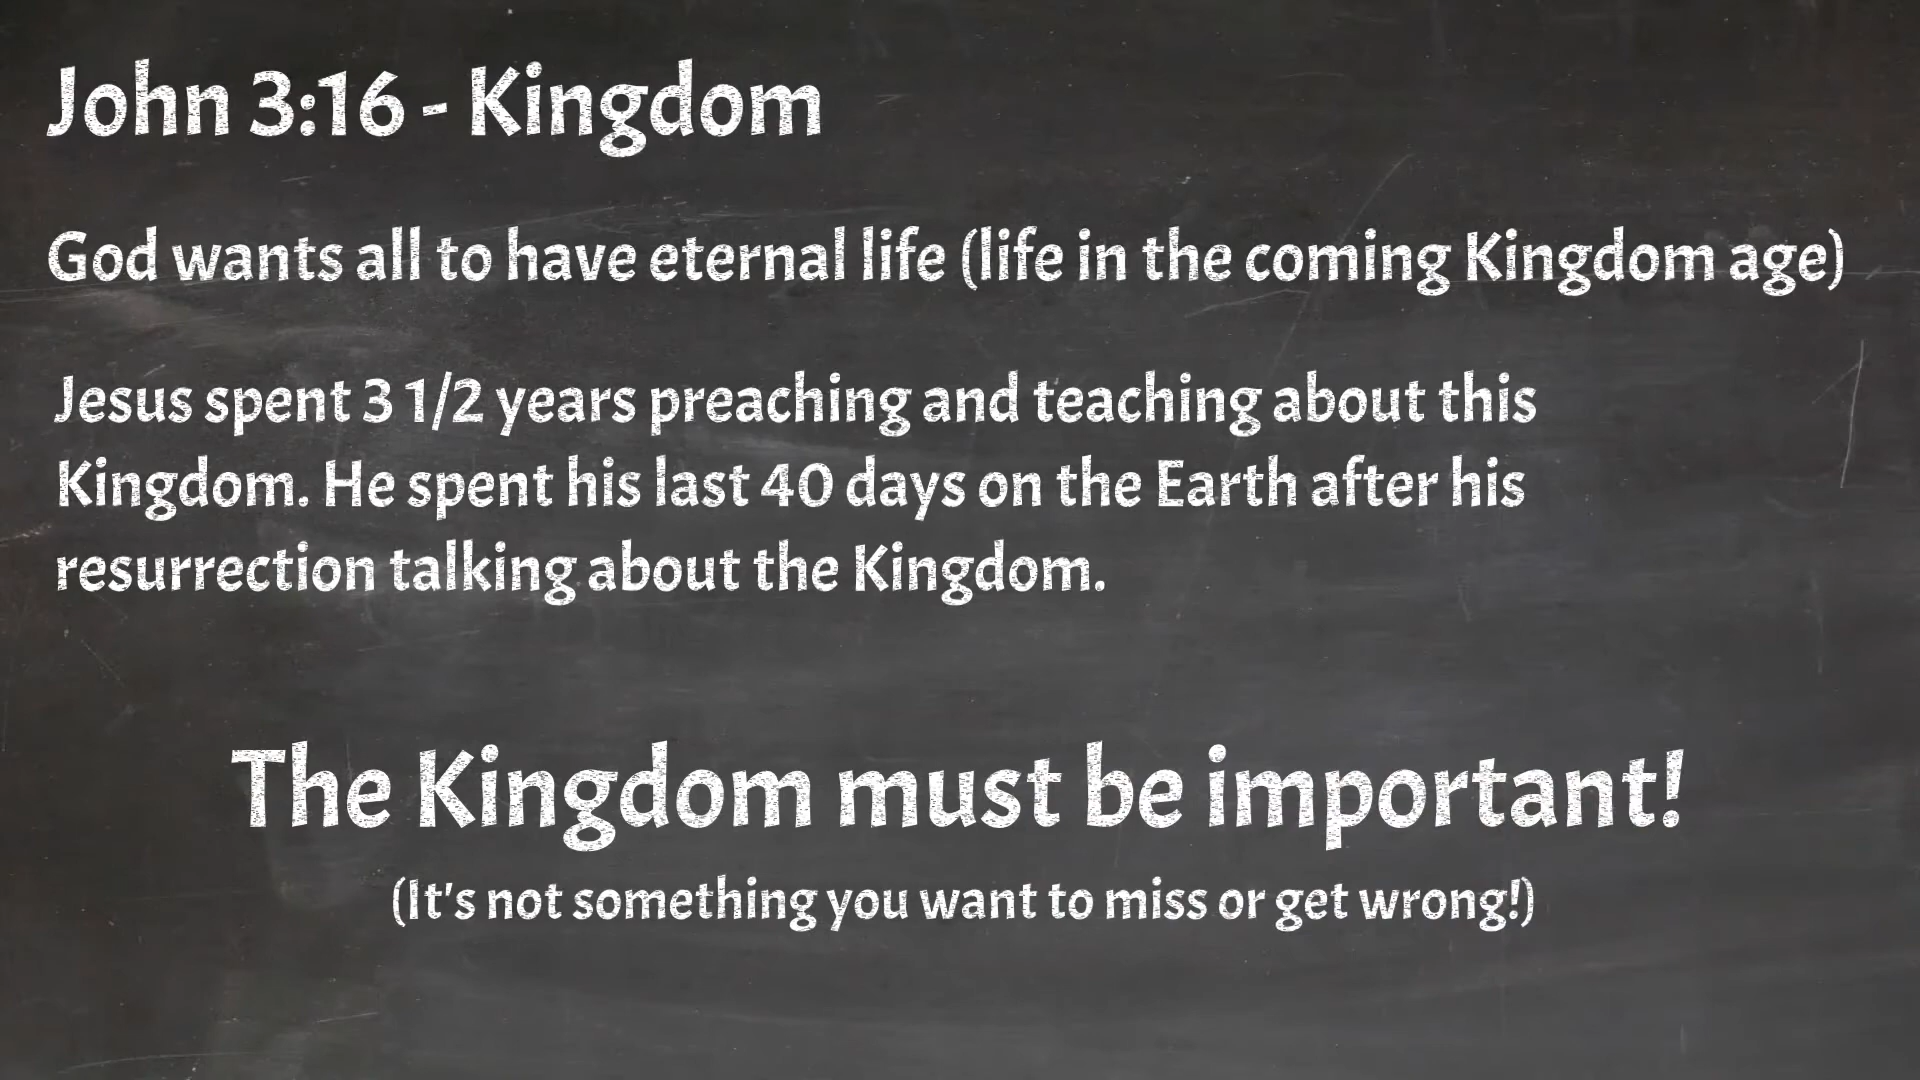 John 3:16 - Kingdom
God wants all to have eternal life (life in the coming Kingdom age)
Jesus spent 3 1/2 years preaching and teaching about this
Kingdom. He spent his last 40 days on the Earth after his
resurrection talking about the Kingdom.
The Kingdom must be important!
(It's not something you want to miss or get wrong!)